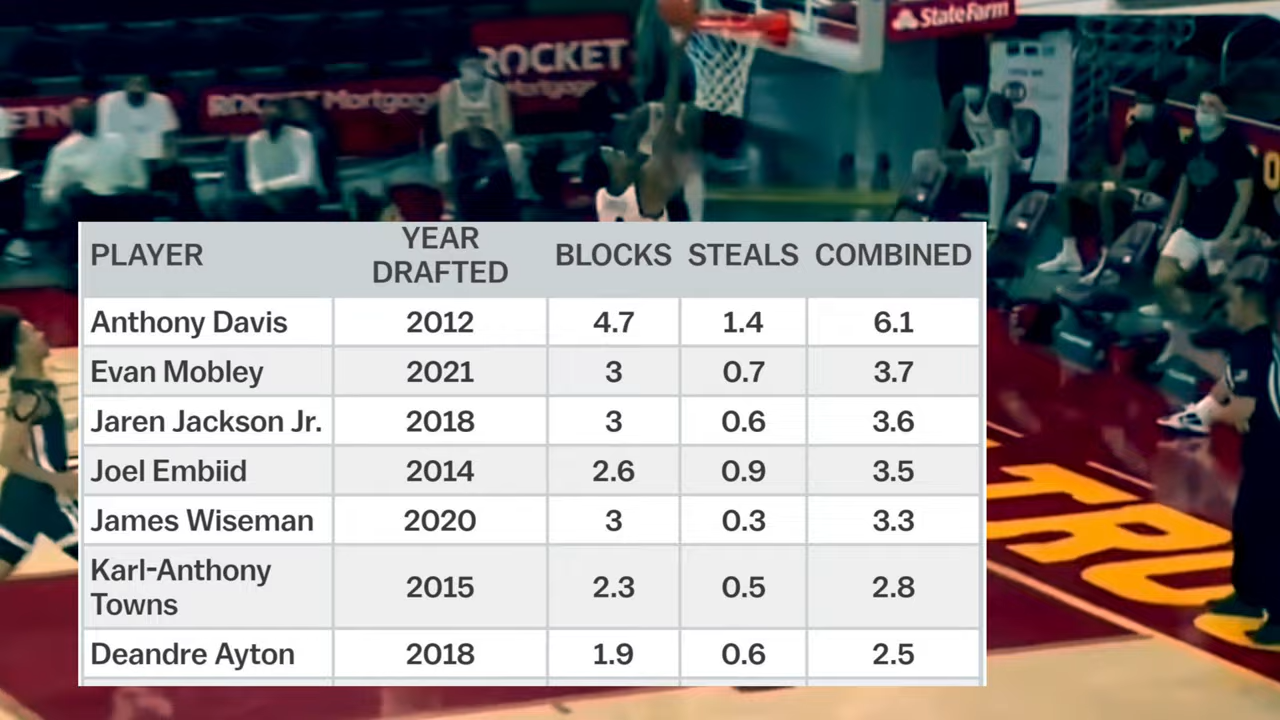 StateFarm
ROCKET
Mortgage
ROCKET Mortgage
PLAYER YEAR DRAFTED BLOCKS STEALS COMBINED
Anthony Davis 2012 4.7 1.4 6.1
Evan Mobley 2021 3 0.7 3.7
Jaren Jackson Jr. 2018 3 0.6 3.6
Joel Embiid 2014 2.6 0.9 3.5
James Wiseman 2020 3 0.3 3.3
Karl-Anthony Towns 2015 2.3 0.5 2.8
Deandre Ayton 2018 1.9 0.6 2.5
TRU